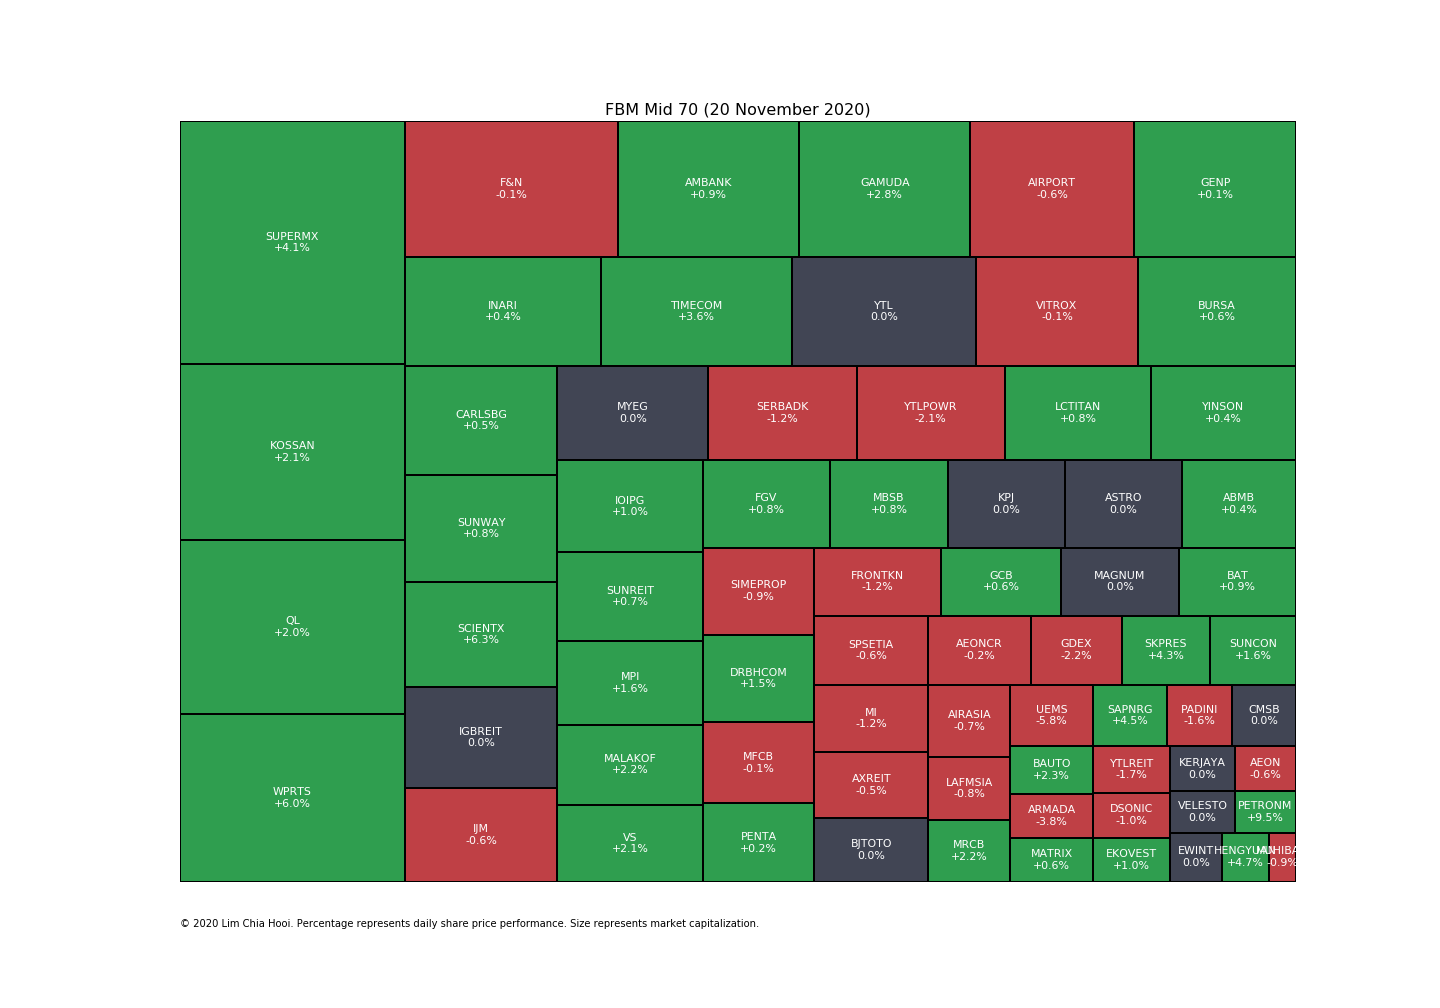 FBM Mid 70 (20 November 2020)
SUPERMX
+4.1%
KOSSAN
+2.1%
QL
+2.0%
WPRTS
+6.0%
F&N
-0.1%
AMBANK
+0.9%
GAMUDA
+2.8%
AIRPORT
-0.6%
GENP
+0.1%
INARI
+0.4%
TIMECOM
+3.6%
YTL
0.0%
VITROX
-0.1%
BURSA
+0.6%
CARLSBG
+0.5%
SUNWAY
+0.8%
SCIENTX
+6.3%
IGBREIT
0.0%
IJM
-0.6%
MYEG
0.0%
SERBADK
-1.2%
YTLPOWR
-2.1%
LCTITAN
+0.8%
YINSON
+0.4%
IOIPG
+1.0%
SUNREIT
+0.7%
MPI
+1.6%
MALAKOF
+2.2%
VS
+2.1%
FGV
+0.8%
MBSB
+0.8%
KPJ
0.0%
ASTRO
0.0%
ABMB
+0.4%
SIMEPROP
-0.9%
DRBHCOM
+1.5%
MFCB
-0.1%
PENTA
+0.2%
FRONTKN
-1.2%
GCB
+0.6%
MAGNUM
0.0%
BAT
+0.9%
SPSETIA
-0.6%
AEONCR
-0.2%
GDEX
-2.2%
SKPRES
+4.3%
SUNCON
+1.6%
MI
-1.2%
AXREIT
-0.5%
BJTOTO
0.0%
AIRASIA
-0.7%
LAFMSIA
-0.8%
MRCB
+2.2%
UEMS
-5.8%
SAPNRG
+4.5%
PADINI
-1.6%
CMSB
0.0%
BAUTO
+2.3%
ARMADA
-3.8%
MATRIX
+0.6%
YTLREIT
-1.7%
DSONIC
-1.0%
EKOVEST
+1.0%
KERJAYA
0.0%
AEON
-0.6%
VELESTO
0.0%
PETRONM
+9.5%
EWINT
0.0%
+4.7%
-0.9%
© 2020 Lim Chia Hooi. Percentage represents daily share price performance. Size represents market capitalization.